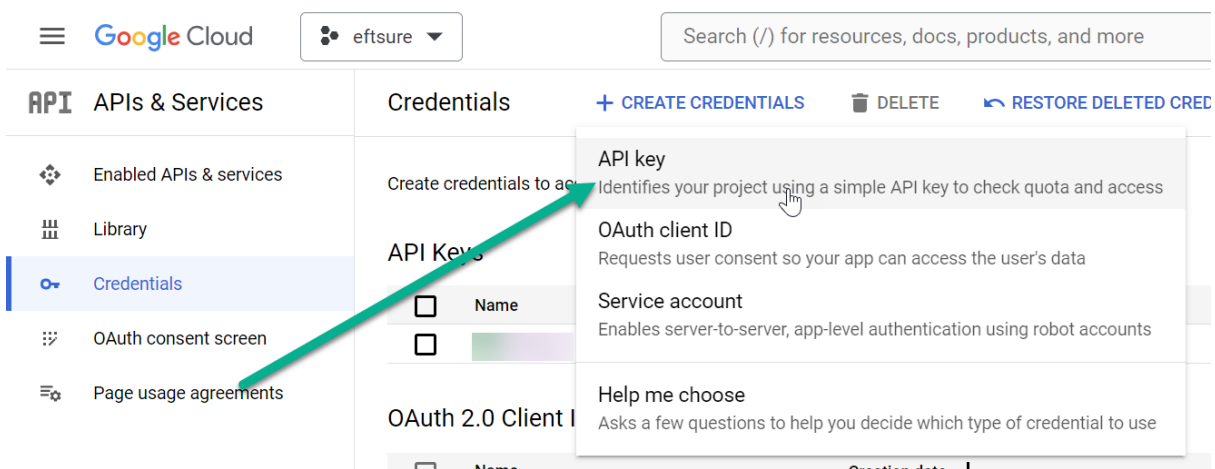 Google Cloud
eftsure
Search (/) for resources, docs, products, and more
API APIs & Services
Credentials
+ CREATE CREDENTIALS
DELETE
RESTORE DELETED CRED
Enabled APIs & services
Library
Credentials
OAuth consent screen
Page usage agreements
Create credentials to ac
API Keys
Name
OAuth 2.0 Client I
Name
Creation date
API key
Identifies your project using a simple API key to check quota and access
OAuth client ID
Requests user consent so your app can access the user's data
Service account
Enables server-to-server, app-level authentication using robot accounts
Help me choose
Asks a few questions to help you decide which type of credential to use